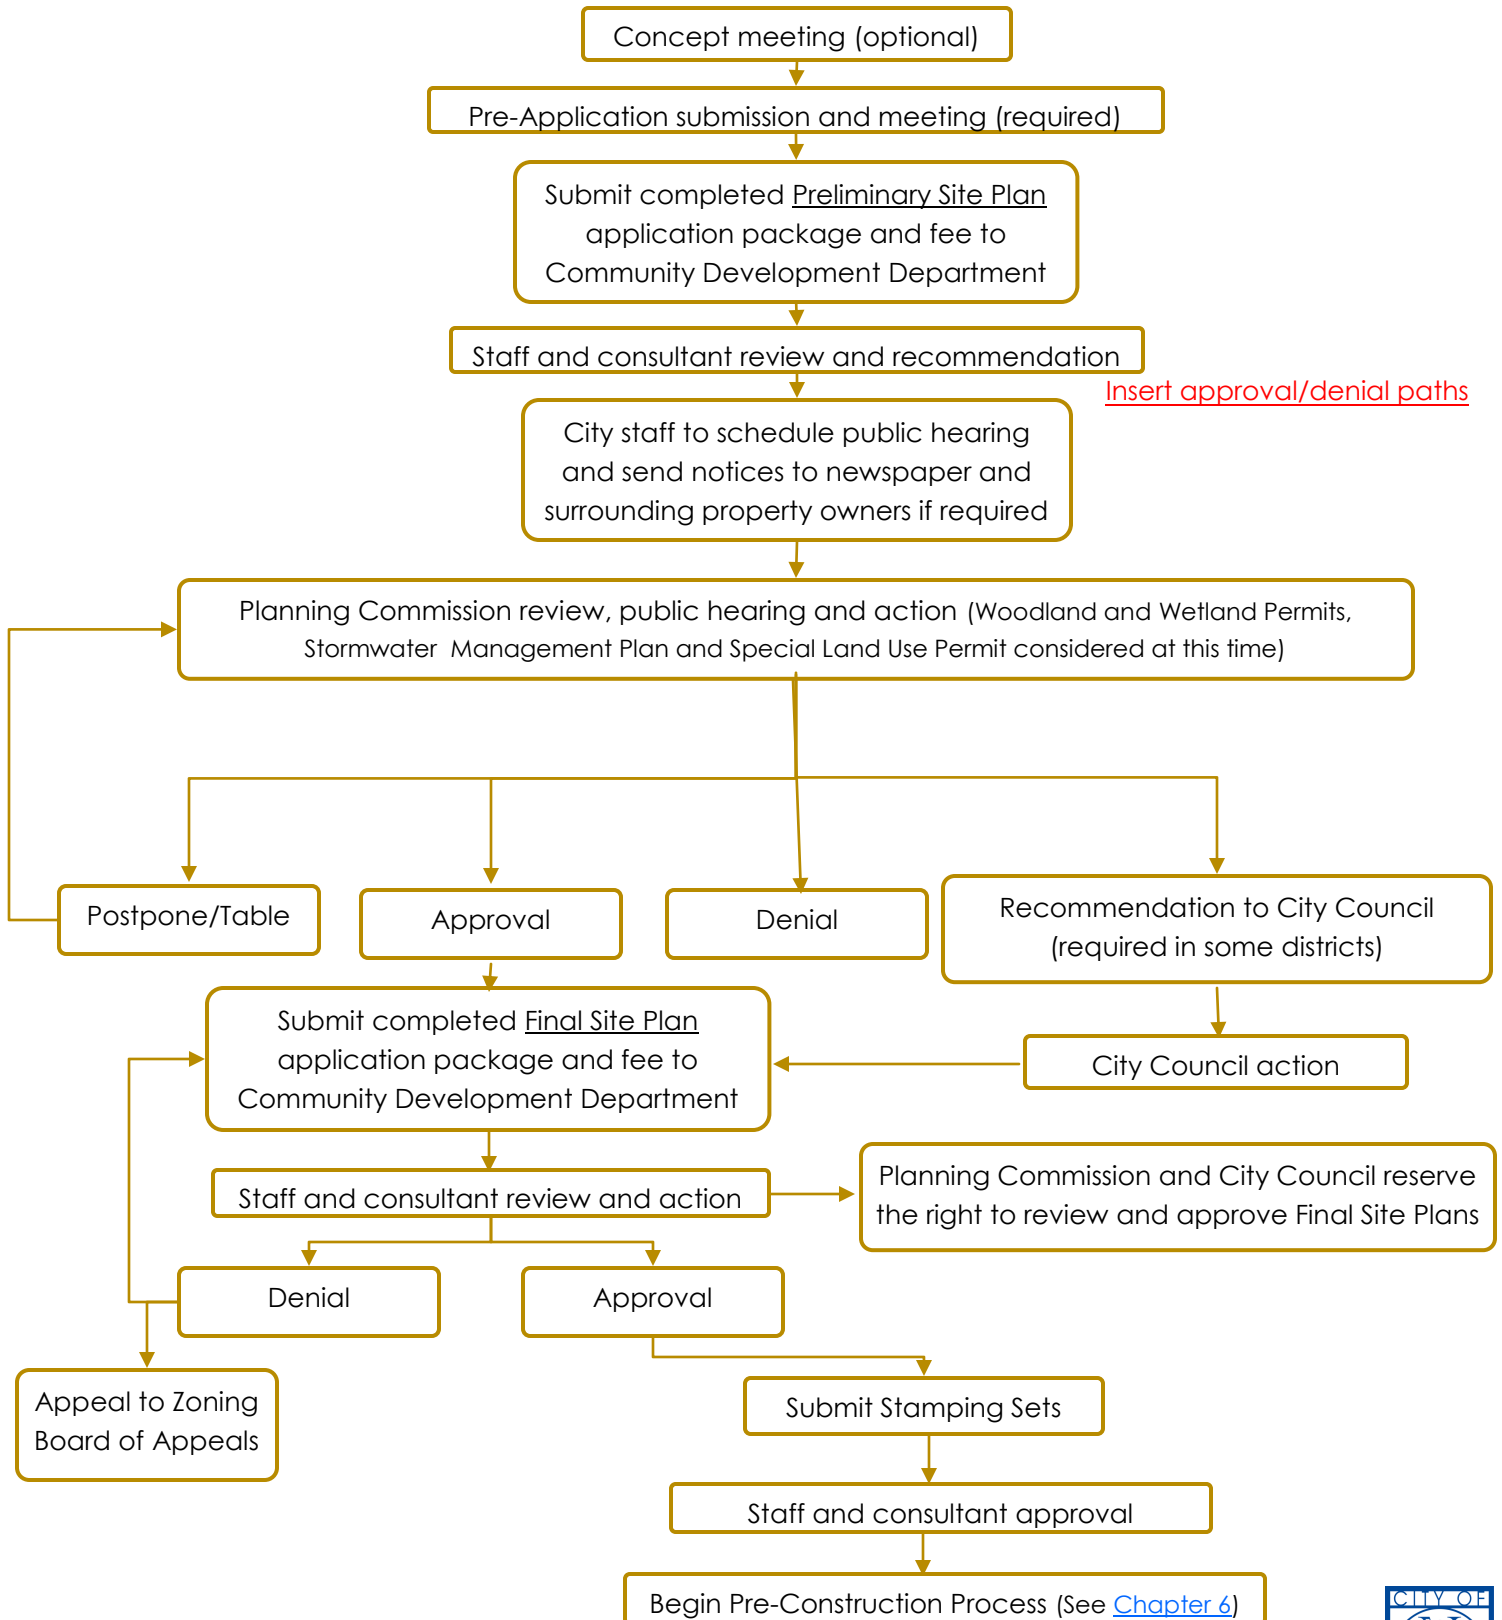 Concept meeting (optional)
Pre-Application submission and meeting (required)
Submit completed Preliminary Site Plan
application package and fee to
Community Development Department
Staff and consultant review and recommendation
Insert approval/denial paths
City staff to schedule public hearing
and send notices to newspaper and
surrounding property owners if required
Planning Commission review, public hearing and action (Woodland and Wetland Permits,
Stormwater Management Plan and Special Land Use Permit considered at this time)
Postpone/Table
Approval
Denial
Recommendation to City Council
(required in some districts)
Submit completed Final Site Plan
application package and fee to
Community Development Department
City Council action
Staff and consultant review and action
Planning Commission and City Council reserve
the right to review and approve Final Site Plans
Denial
Approval
Appeal to Zoning
Board of Appeals
Submit Stamping Sets
Staff and consultant approval
Begin Pre-Construction Process (See Chapter 6)
CITY OF